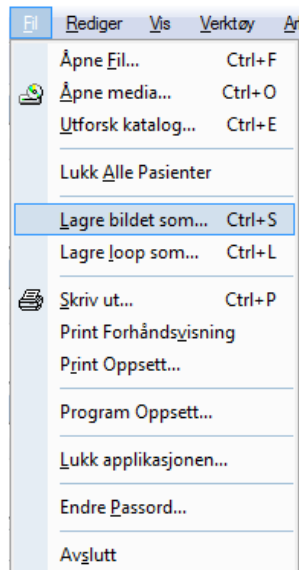 Fil Rediger Vis Verktøy
Åpne Fil... Ctrl+F
Åpne media... Ctrl+O
Utforsk katalog... Ctrl+E
Lukk Alle Pasienter
Lagre bildet som... Ctrl+S
Lagre loop som... Ctrl+L
Skriv ut... Ctrl+P
Print Forhåndsvisning
Print Oppsett...
Program Oppsett...
Lukk applikasjonen...
Endre Passord...
Avslutt